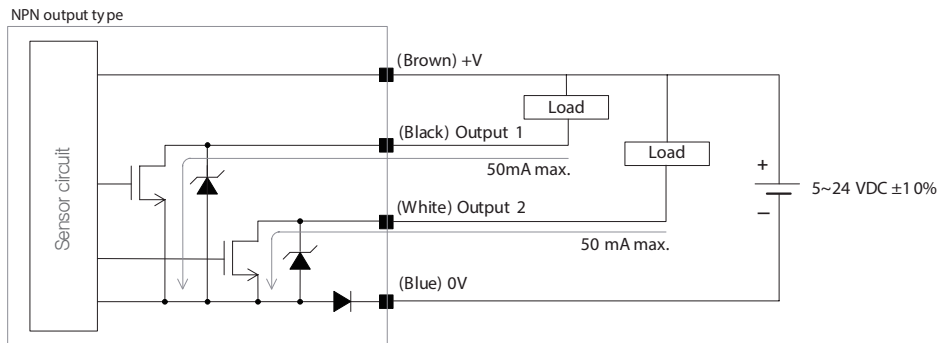 NPN output type
Sensor circuit
(Brown) +V
Load
(Black) Output 1
50mA max.
Load
(White) Output 2
50 mA max.
(Blue) 0V
+
5~24 VDC ±10%
−